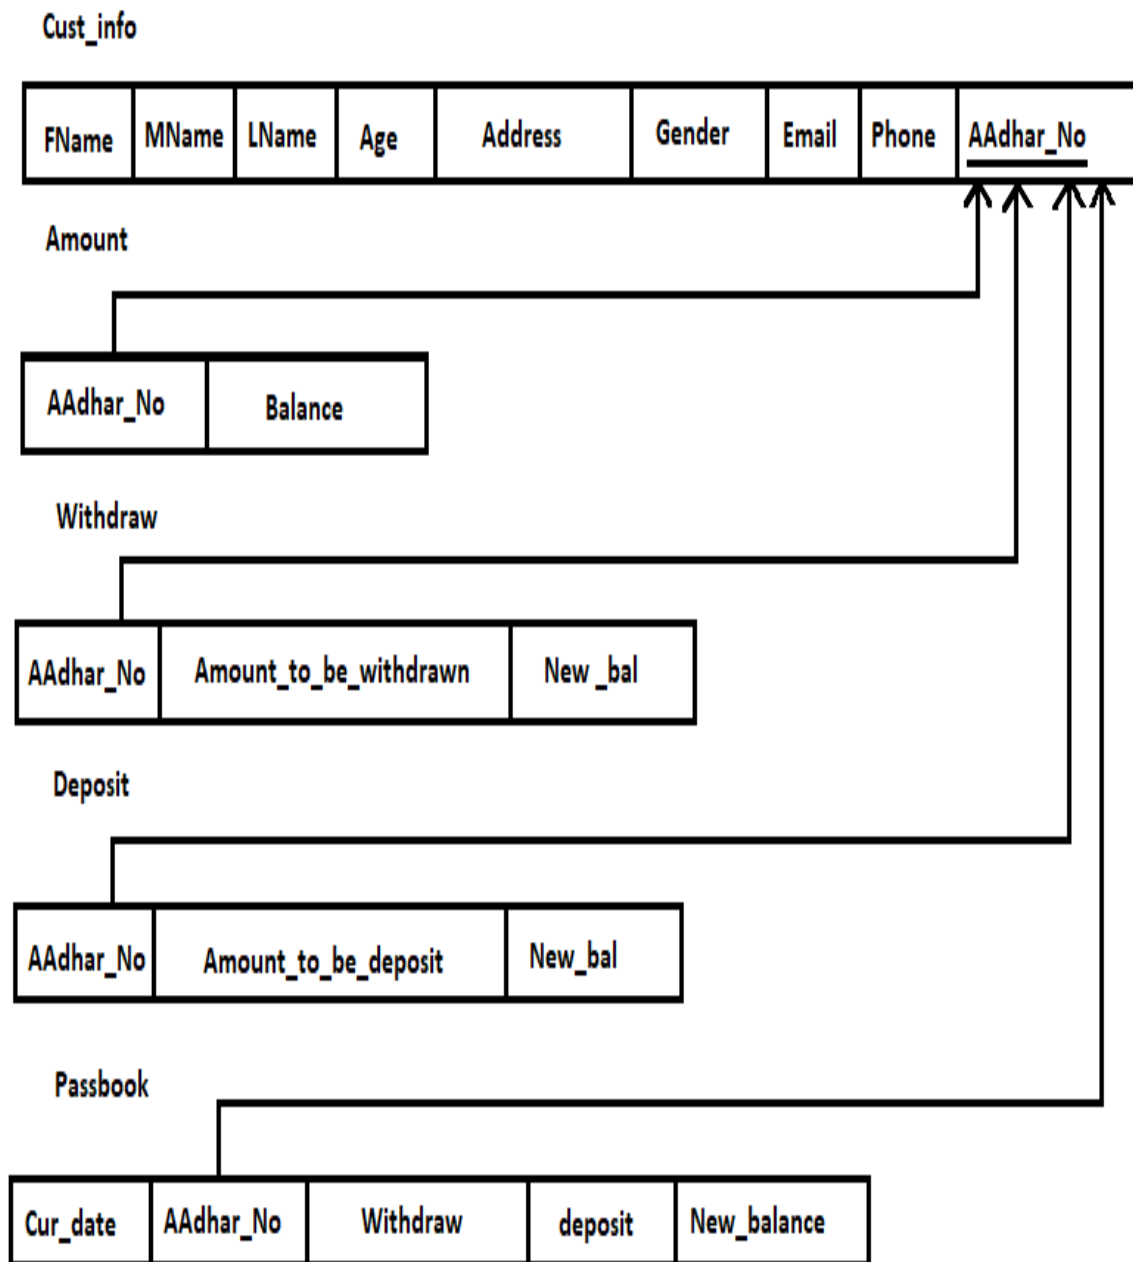 Cust_info
FName MName LName Age Address Gender Email Phone AAdhar_No
Amount
AAdhar_No Balance
Withdraw
AAdhar_No Amount_to_be_withdrawn New _bal
Deposit
AAdhar_No Amount_to_be_deposit New_bal
Passbook
Cur_date AAdhar_No Withdraw deposit New_balance